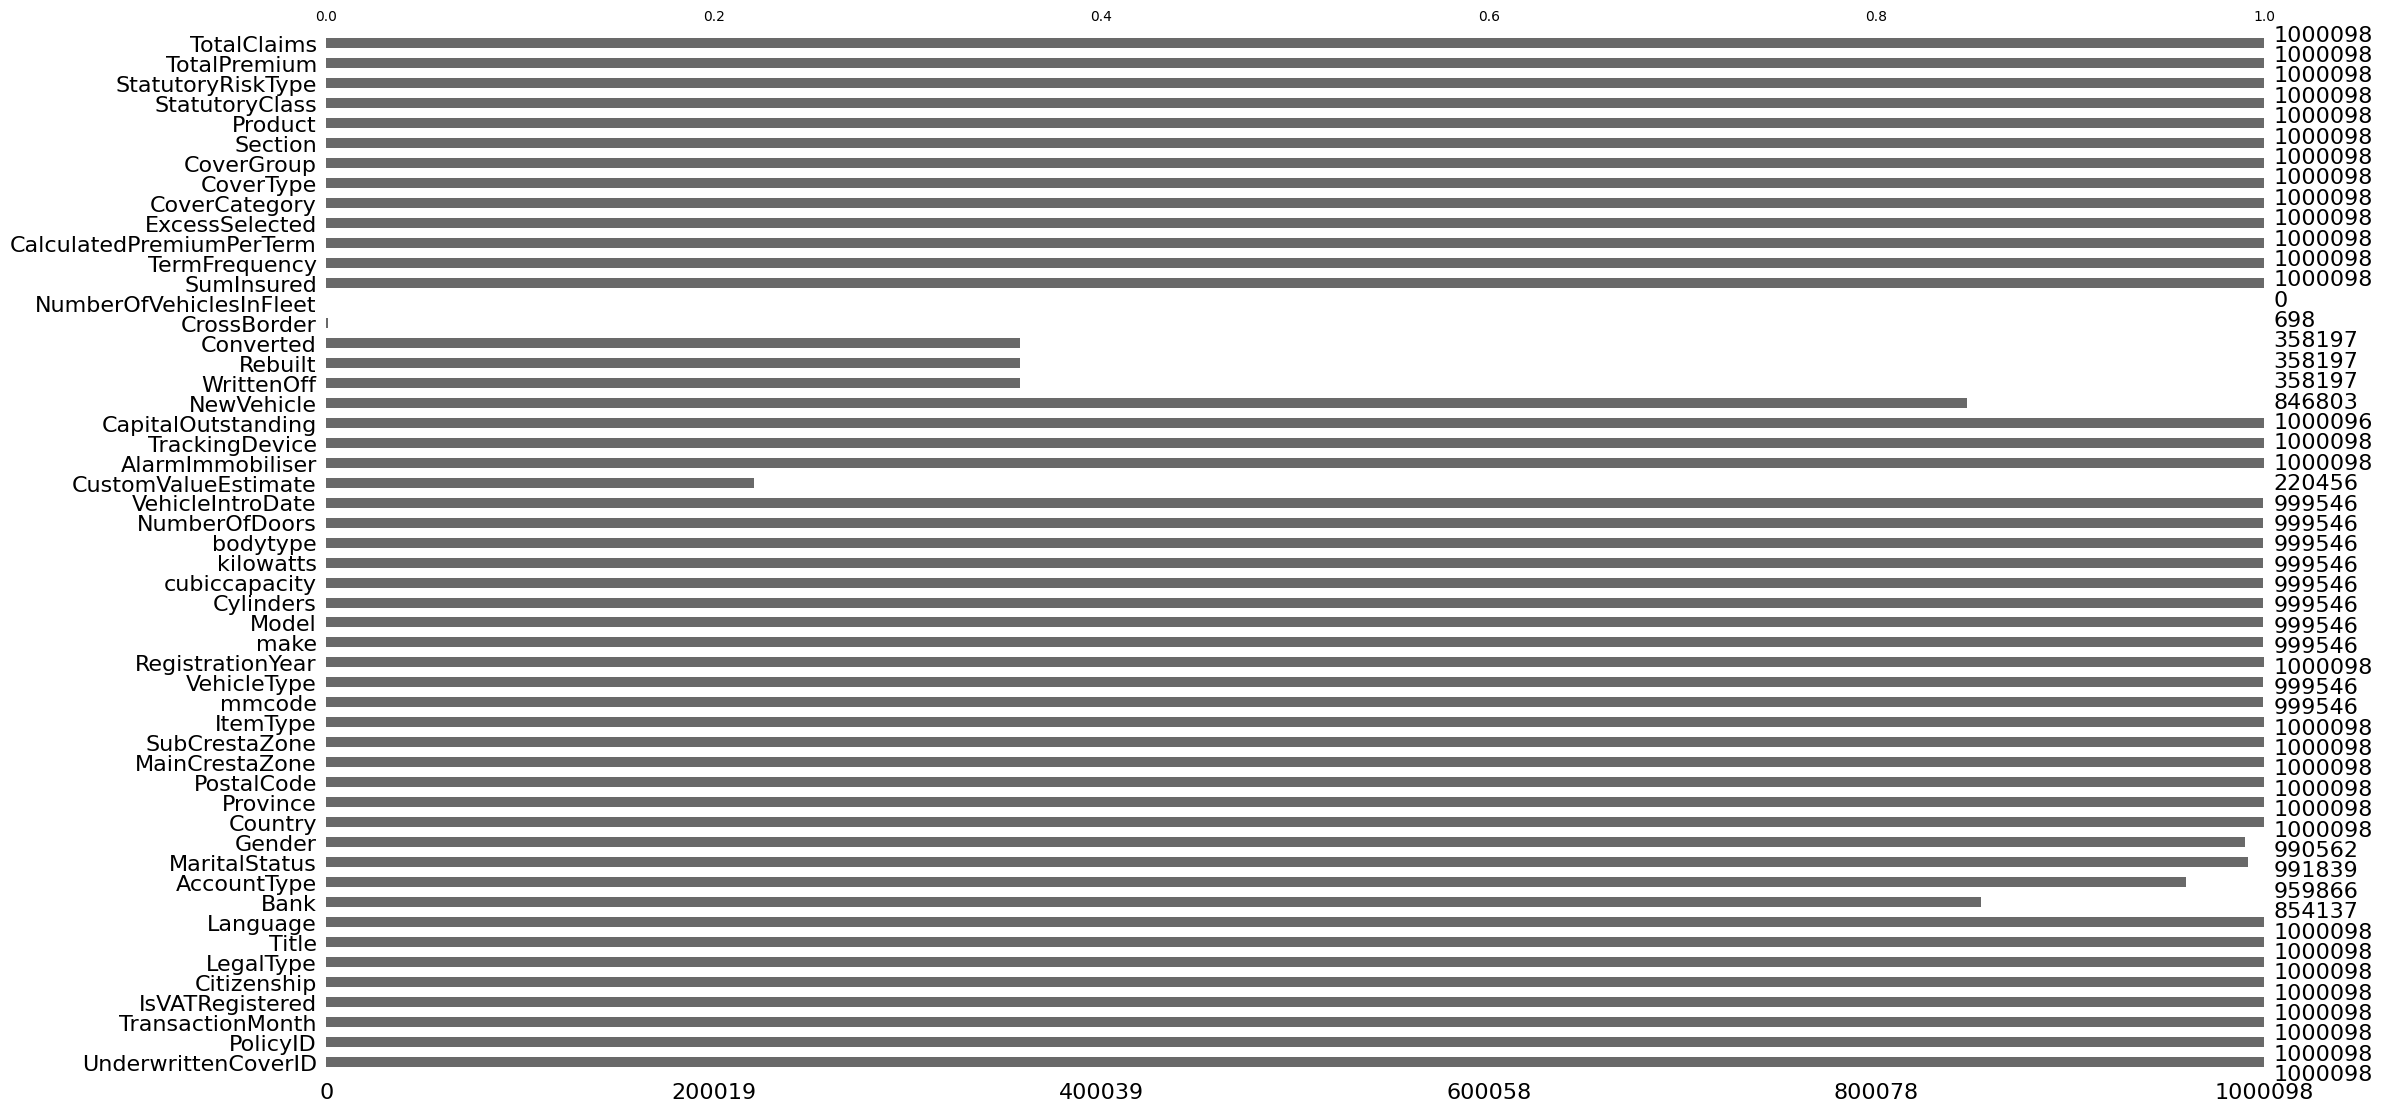 0.0 0.2 0.4 0.6 0.8 1.0
TotalClaims 1000098
TotalPremium 1000098
StatutoryRiskType 1000098
StatutoryClass 1000098
Product 1000098
Section 1000098
CoverGroup 1000098
CoverType 1000098
CoverCategory 1000098
ExcessSelected 1000098
CalculatedPremiumPerTerm 1000098
TermFrequency 1000098
SumInsured 1000098
NumberOfVehiclesInFleet 0
CrossBorder 698
Converted 358197
Rebuilt 358197
WrittenOff 358197
NewVehicle 846803
CapitalOutstanding 1000096
TrackingDevice 1000098
AlarmImmobiliser 1000098
CustomValueEstimate 220456
VehicleIntroDate 999546
NumberOfDoors 999546
bodytype 999546
kilowatts 999546
cubiccapacity 999546
Cylinders 999546
Model 999546
make 999546
RegistrationYear 1000098
VehicleType 999546
mmcode 999546
ItemType 1000098
SubCrestaZone 1000098
MainCrestaZone 1000098
PostalCode 1000098
Province 1000098
Country 1000098
Gender 990562
MaritalStatus 991839
AccountType 959866
Bank 854137
Language 1000098
Title 1000098
LegalType 1000098
Citizenship 1000098
IsVATRegistered 1000098
TransactionMonth 1000098
PolicyID 1000098
UnderwrittenCoverID 1000098
0 200019 400039 600058 800078 1000098